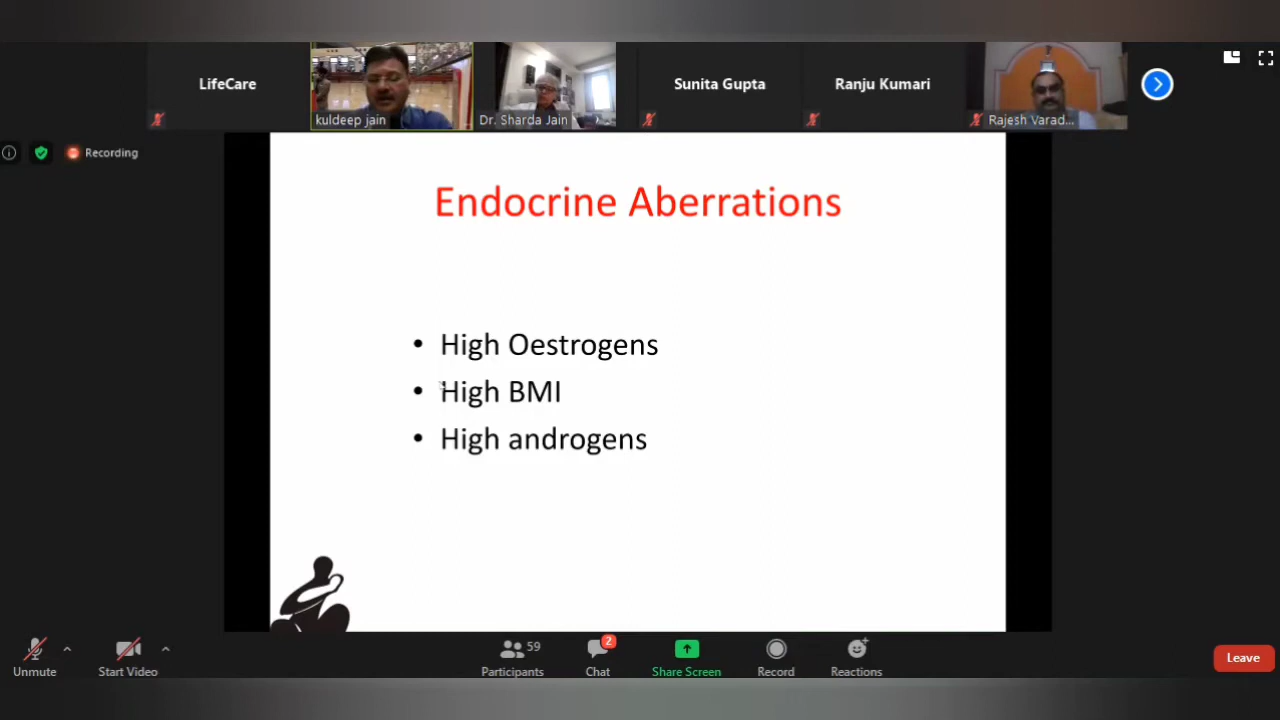 LifeCare
kuldeep jain
Dr. Sharda Jain
Sunita Gupta
Ranju Kumari
Rajesh Varad...
Recording
Endocrine Aberrations
• High Oestrogens
• High BMI
• High androgens
Unmute
Start Video
59
Participants
2
Chat
Share Screen
Record
Reactions
Leave